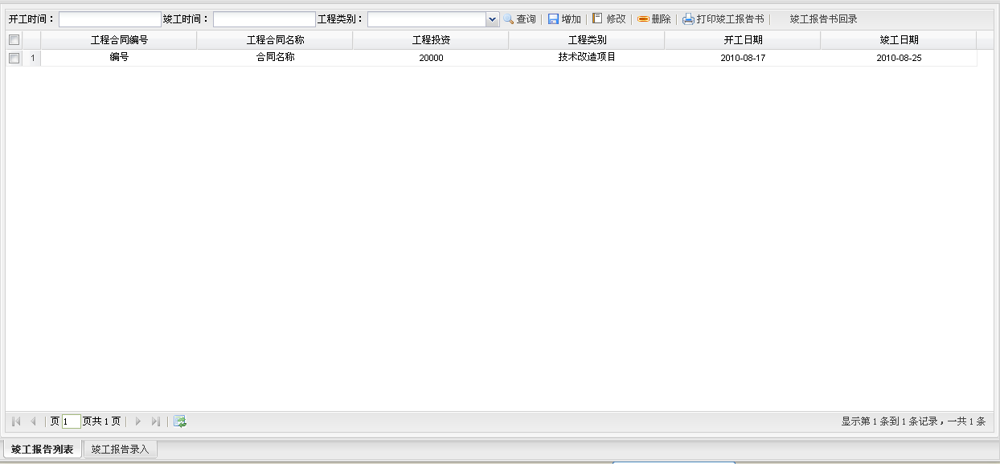 开工时间： 竣工时间： 工程类别： 查询 增加 修改 删除 打印竣工报告书 竣工报告书回录
工程合同编号 工程合同名称 工程投资 工程类别 开工日期 竣工日期
1 编号 合同名称 20000 技术改造项目 2010-08-17 2010-08-25
页 1 页共 1 页 显示第 1 条到 1 条记录，一共 1 条
竣工报告列表 竣工报告录入